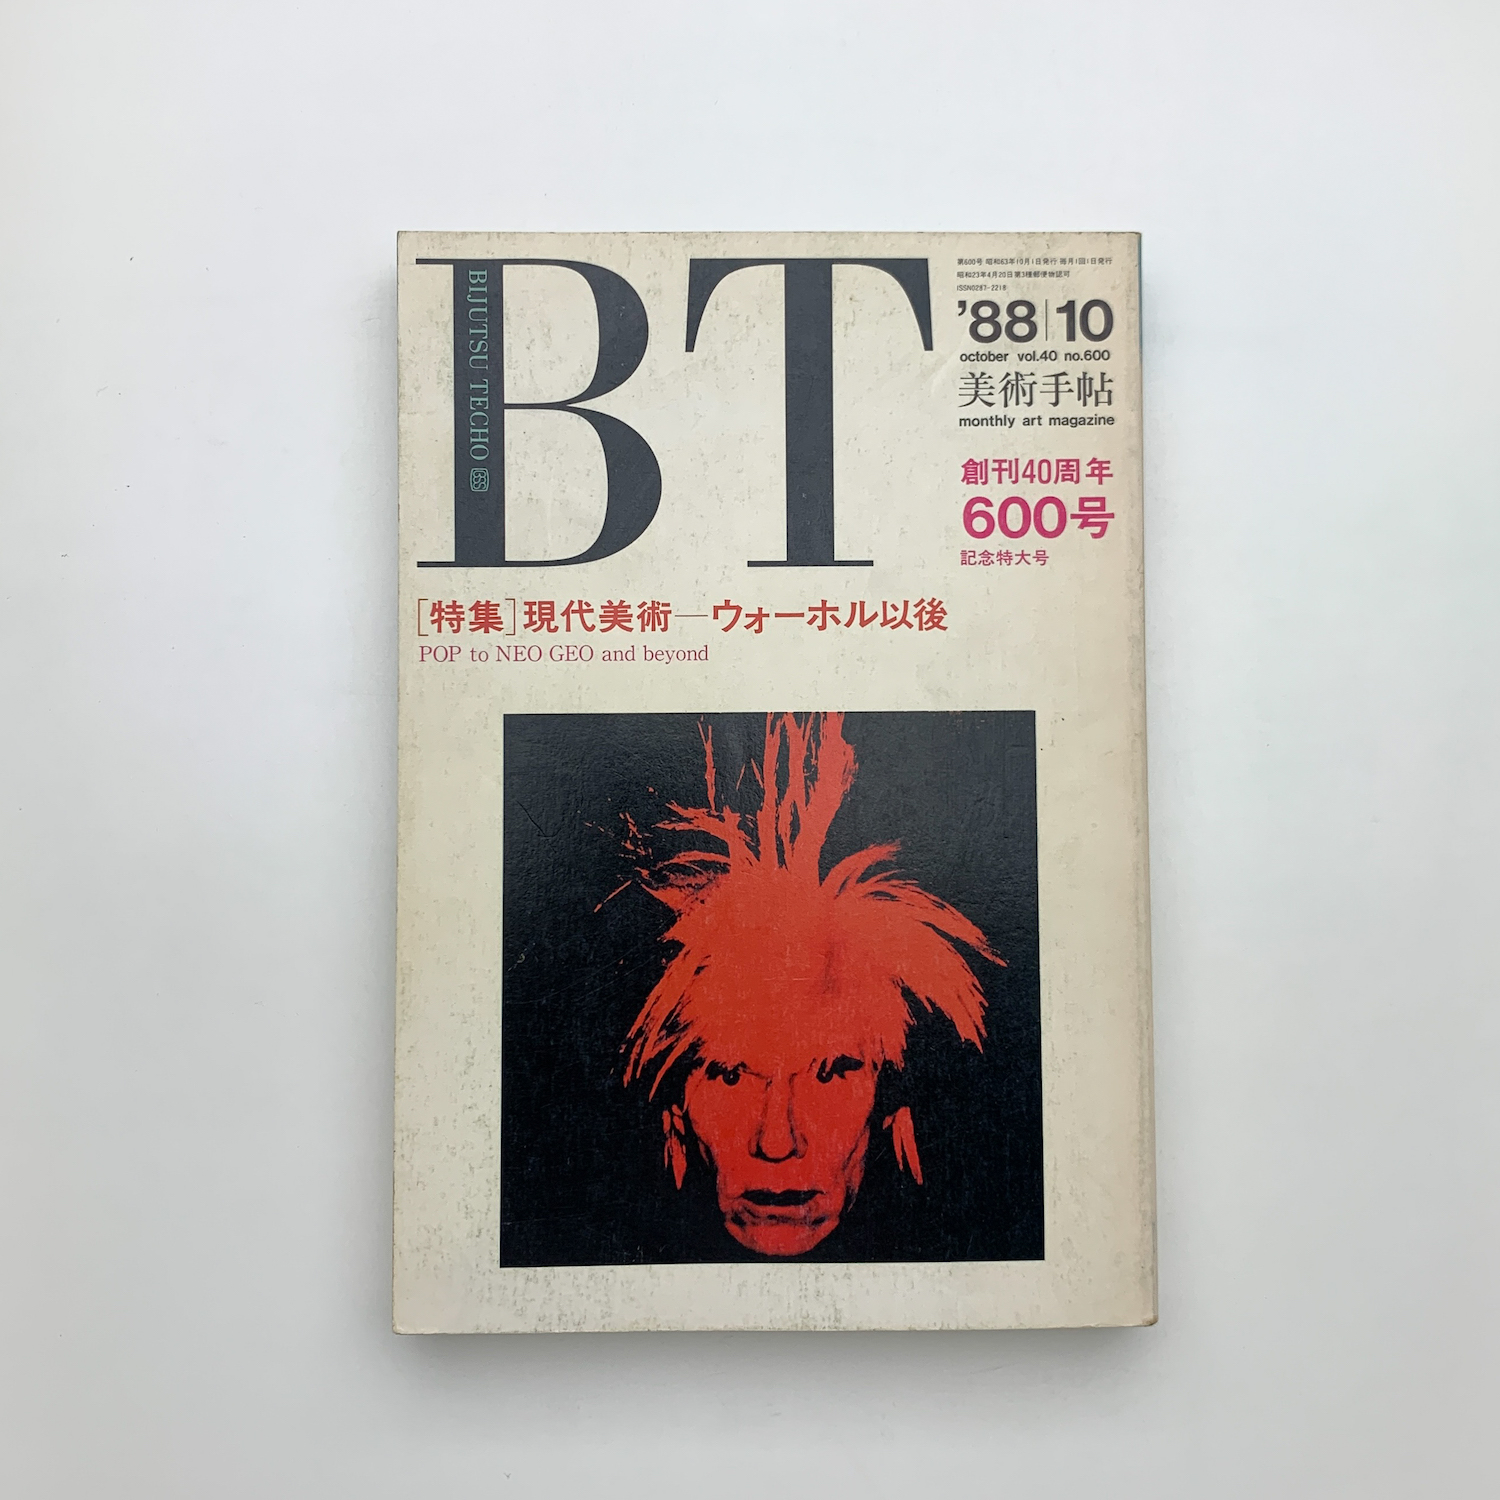 BT
BIJUTSU TECHO
第600号 昭和63年10月1日発行 毎月1回1日発行
昭和23年4月20日第3種郵便物認可
ISSN0287-2218
'88|10
october vol.40 no.600
美術手帖
monthly art magazine
創刊40周年
600号
記念特大号
[特集]現代美術—ウォーホル以後
POP to NEO GEO and beyond